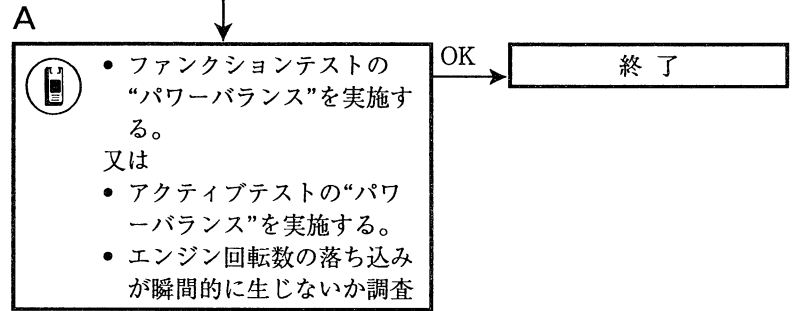 A
• ファンクションテストの
“パワーバランス”を実施す
る。
又は
• アクティブテストの“パワ
ーバランス”を実施する。
• エンジン回転数の落ち込み
が瞬間的に生じないか調査
OK
終 了